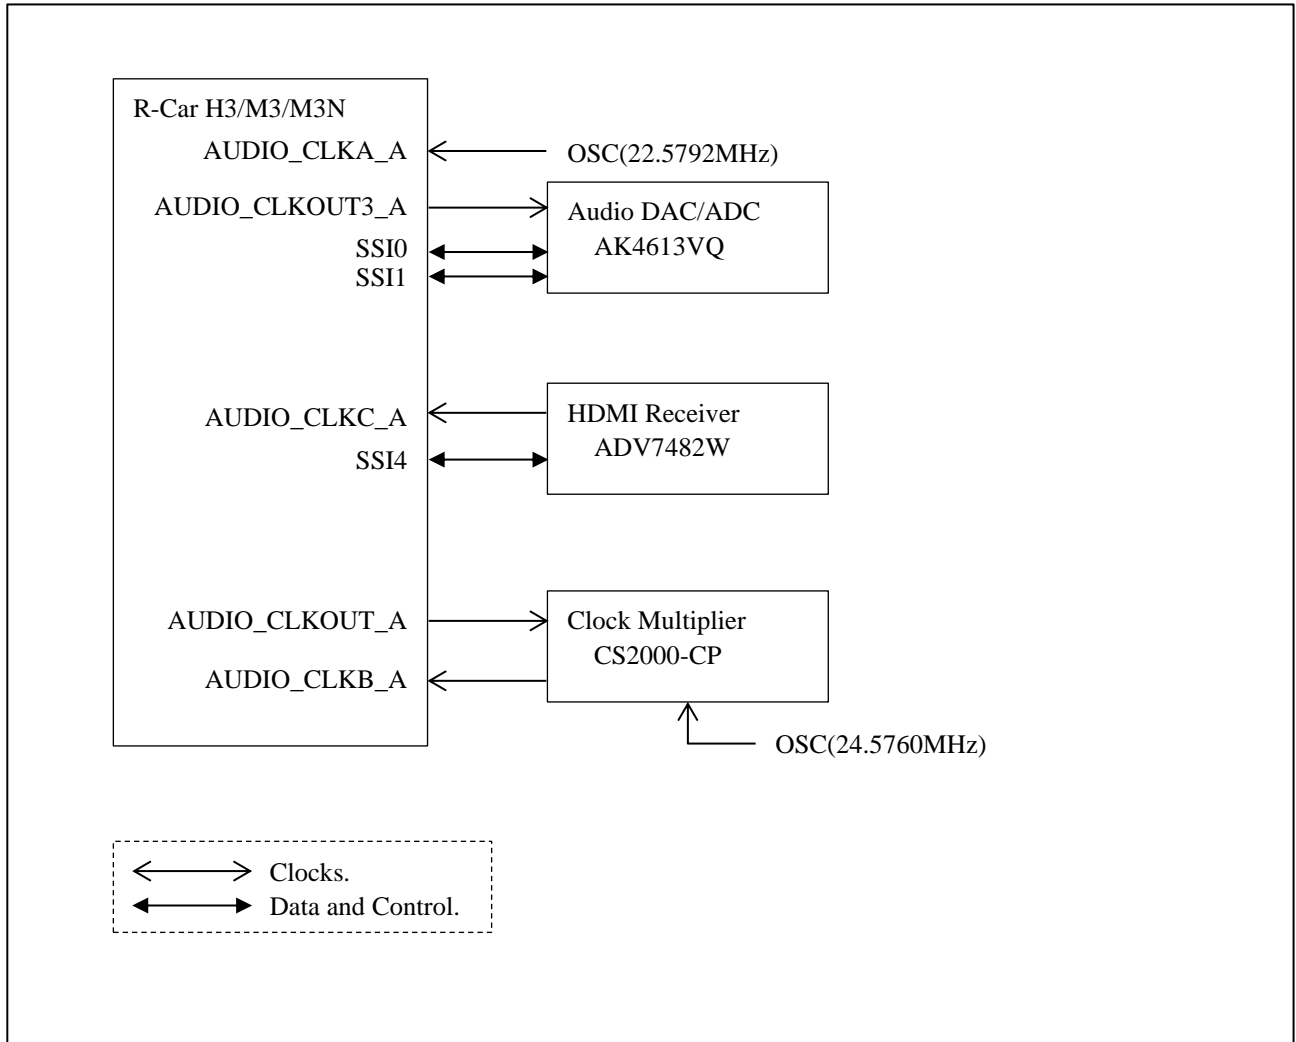 R-Car H3/M3/M3N
AUDIO_CLKA_A
OSC(22.5792MHz)
AUDIO_CLKOUT3_A
Audio DAC/ADC
AK4613VQ
SSI0
SSI1
AUDIO_CLKC_A
HDMI Receiver
ADV7482W
SSI4
AUDIO_CLKOUT_A
Clock Multiplier
CS2000-CP
AUDIO_CLKB_A
OSC(24.5760MHz)
Clocks.
Data and Control.